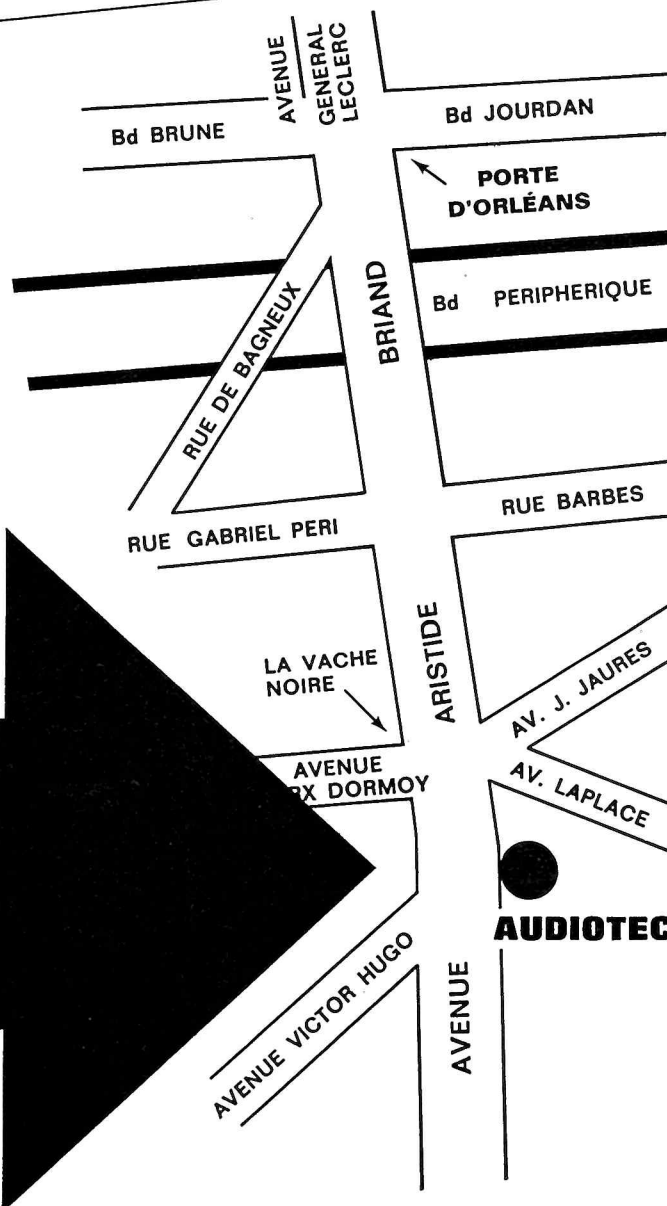 AVENUE
GENERAL
LECLERC
Bd BRUNE
Bd JOURDAN
PORTE
D'ORLÉANS
Bd PERIPHERIQUE
BRIAND
RUE DE BAGNEUX
RUE BARBES
RUE GABRIEL PERI
ARISTIDE
LA VACHE
NOIRE
AV. J. JAURES
AVENUE
RX DORMOY
AV. LAPLACE
AUDIOTEC
AVENUE VICTOR HUGO
AVENUE